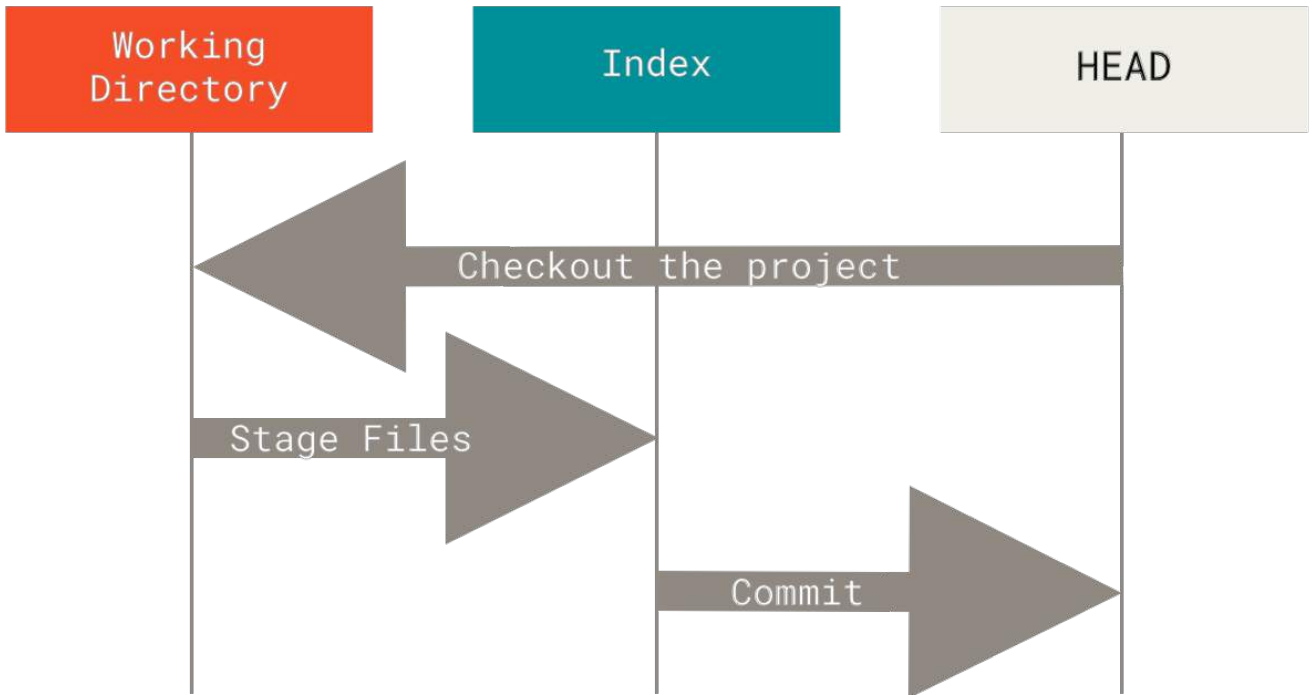 Working
Directory
Index
HEAD
Checkout the project
Stage Files
Commit